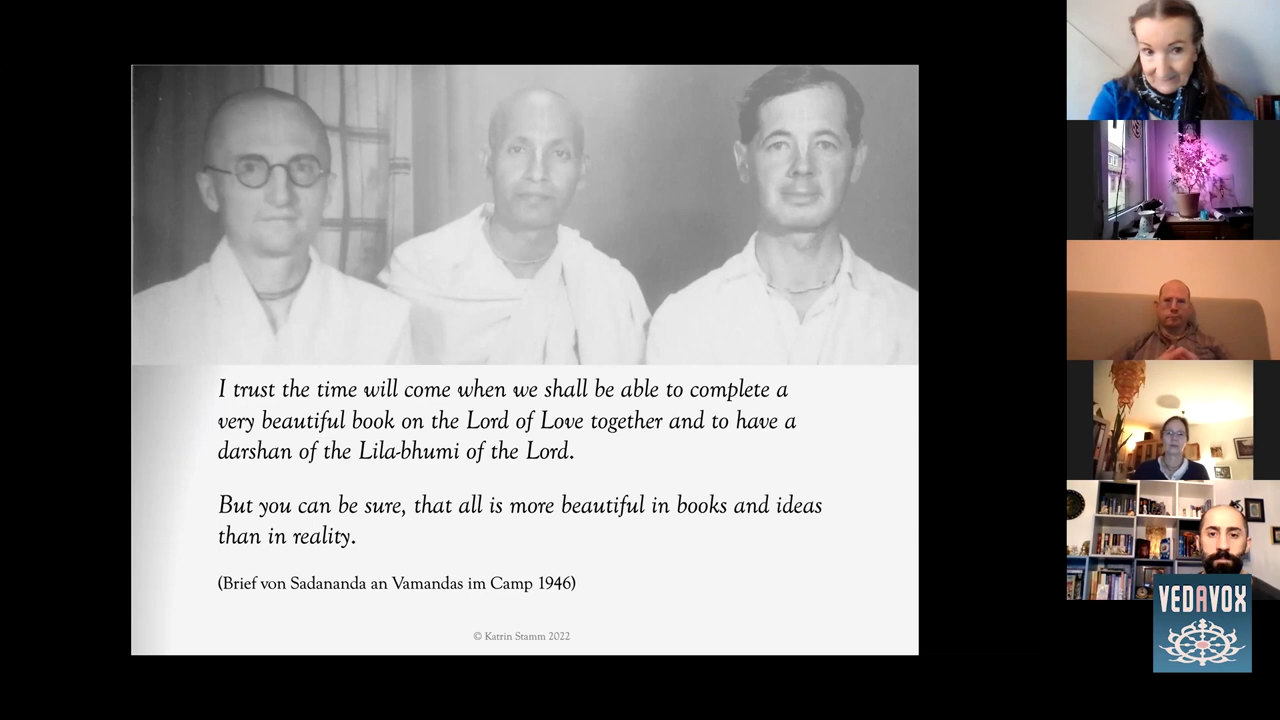 I trust the time will come when we shall be able to complete a
very beautiful book on the Lord of Love together and to have a
darshan of the Lila-bhumi of the Lord.
But you can be sure, that all is more beautiful in books and ideas
than in reality.
(Brief von Sadananda an Vamandas im Camp 1946)
© Katrin Stamm 2022
VEDAVOX